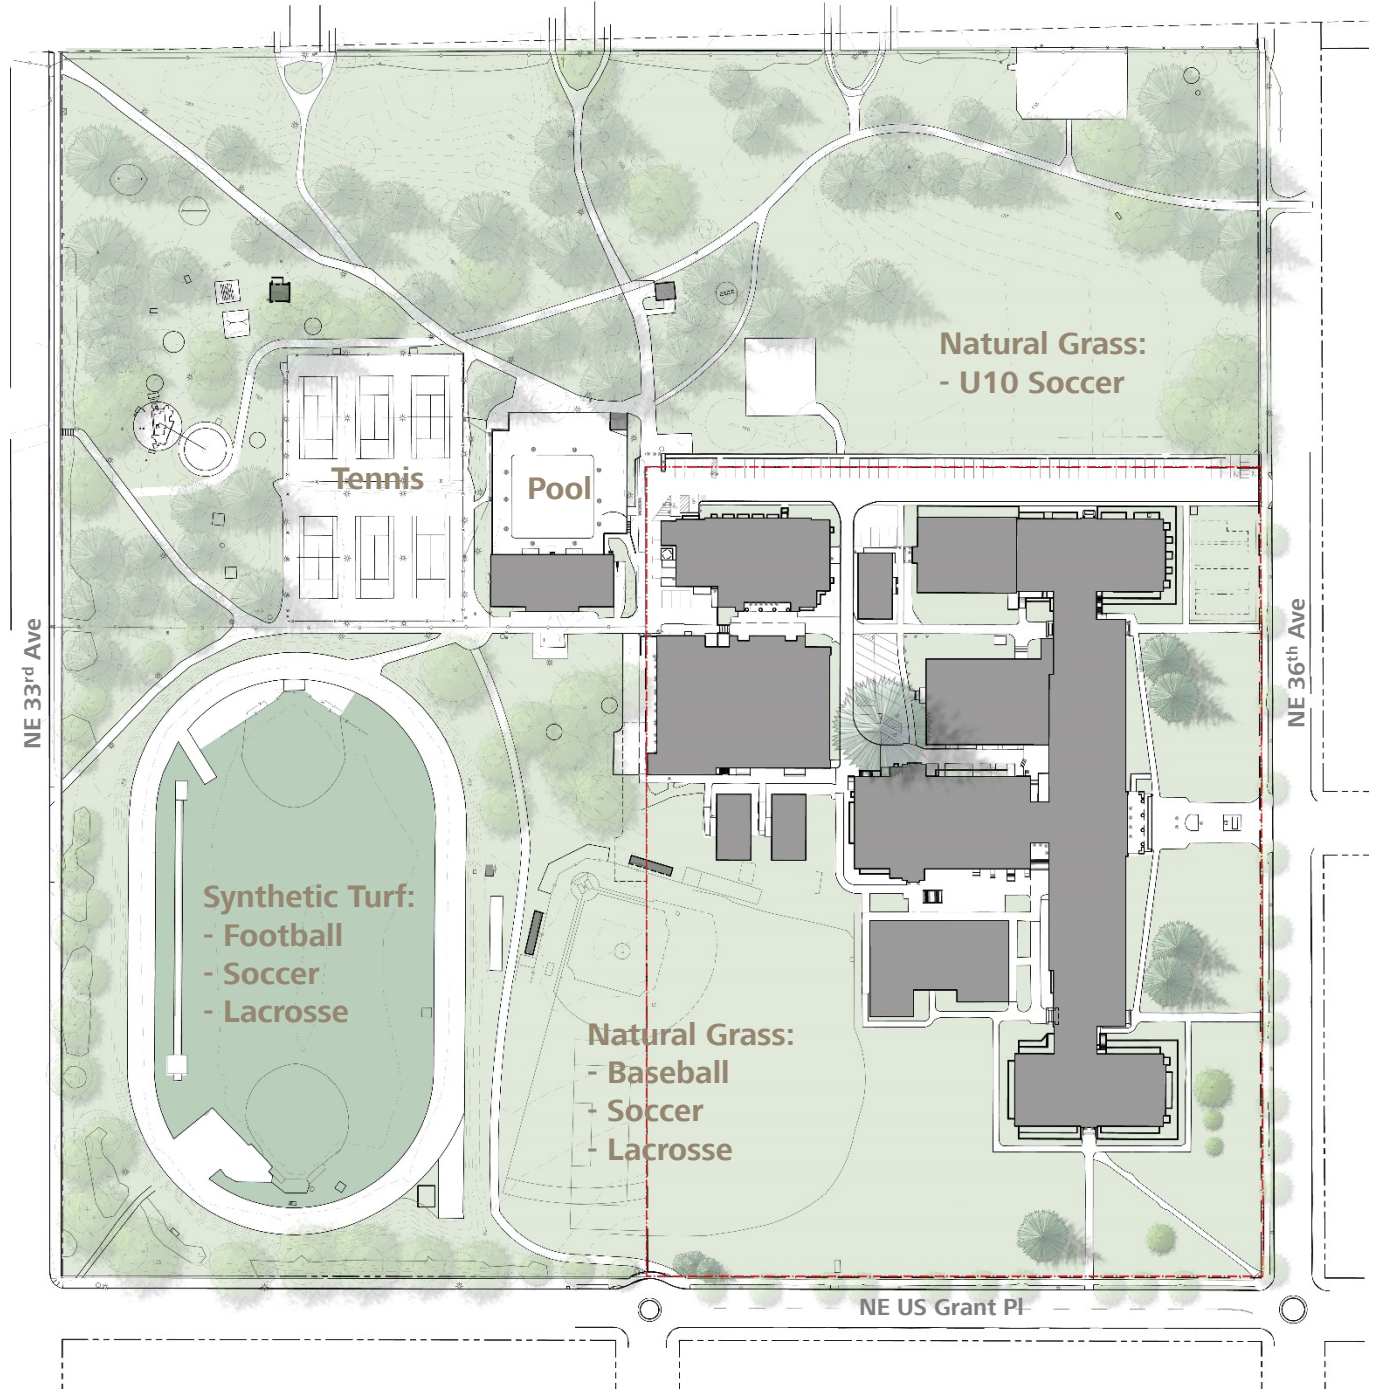 Natural Grass:
- U10 Soccer
Tennis
Pool
NE 33rd Ave
NE 36th Ave
Synthetic Turf:
- Football
- Soccer
- Lacrosse
Natural Grass:
- Baseball
- Soccer
- Lacrosse
NE US Grant Pl